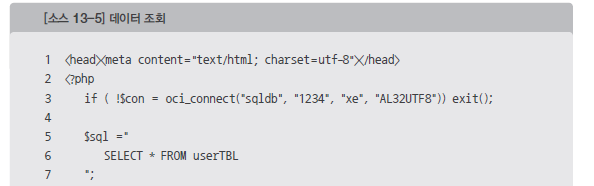 [소스 13-5] 데이터 조회
1 <head><meta content="text/html; charset=utf-8"></head>
2 <?php
3 if ( !$con = oci_connect("sqldb", "1234", "xe", "AL32UTF8")) exit();
4
5 $sql ="
6 SELECT * FROM userTBL
7 ";